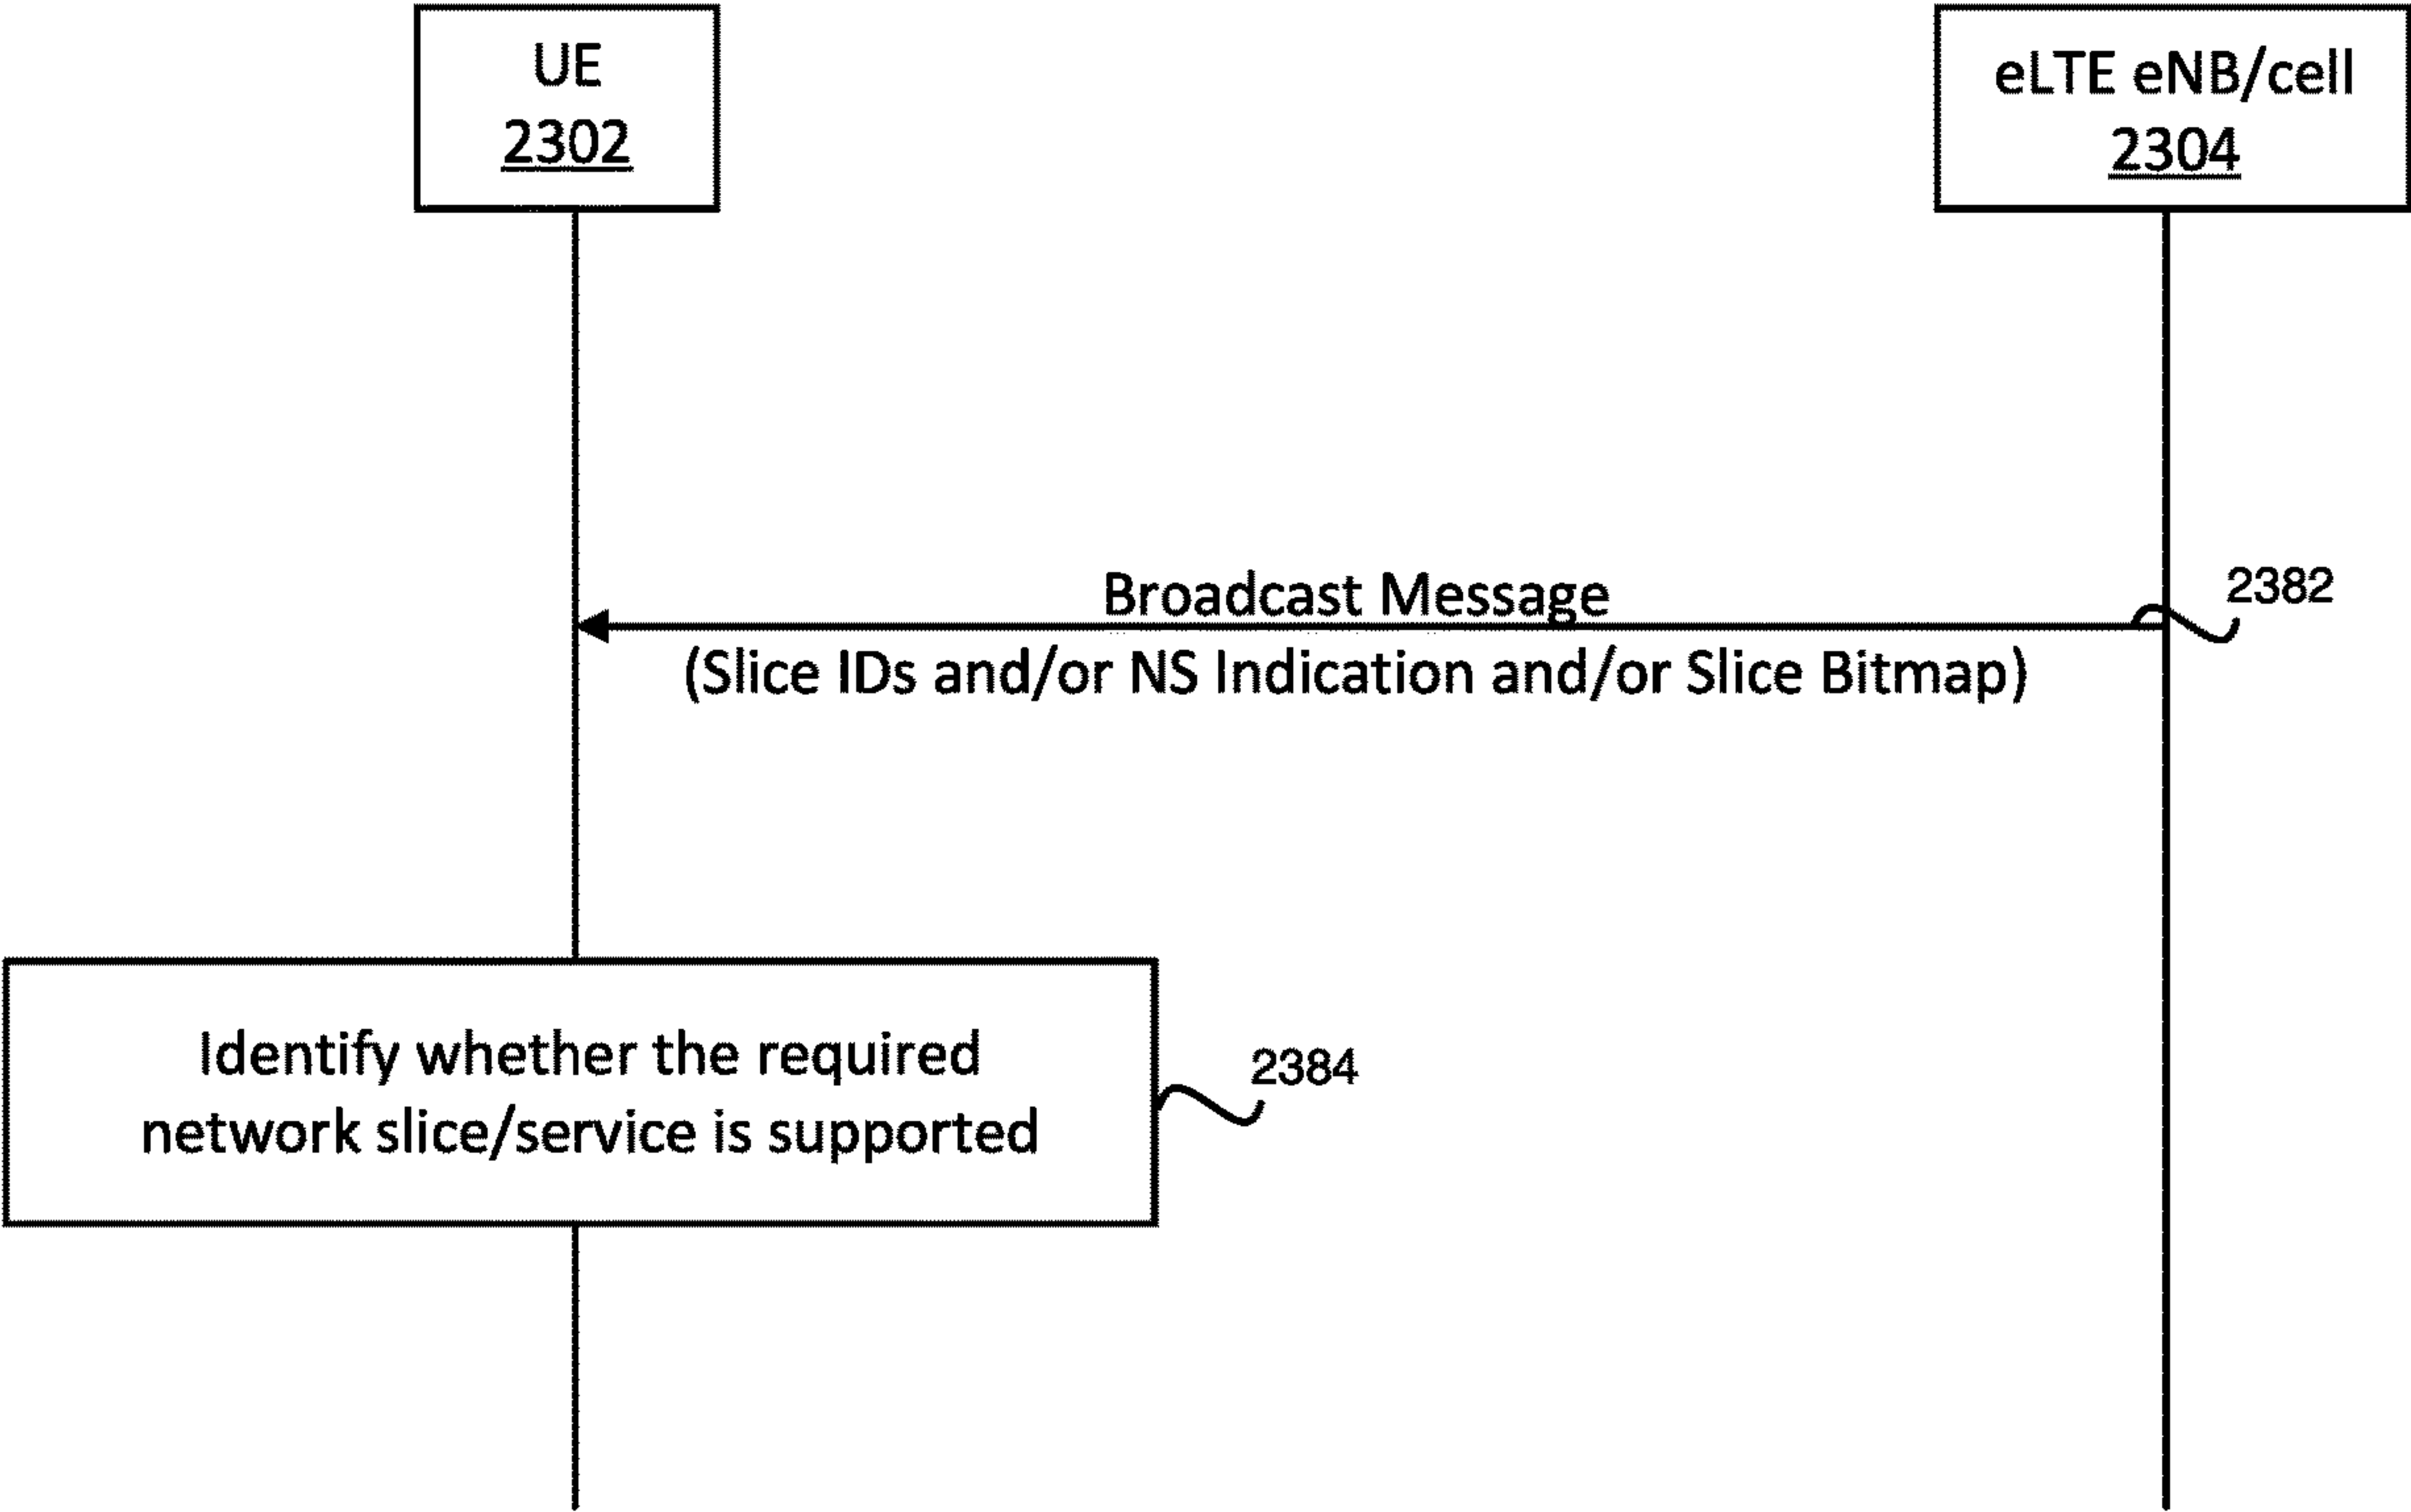 UE
2302
eLTE eNB/cell
2304
Broadcast Message
2382
(Slice IDs and/or NS Indication and/or Slice Bitmap)
Identify whether the required
network slice/service is supported
2384